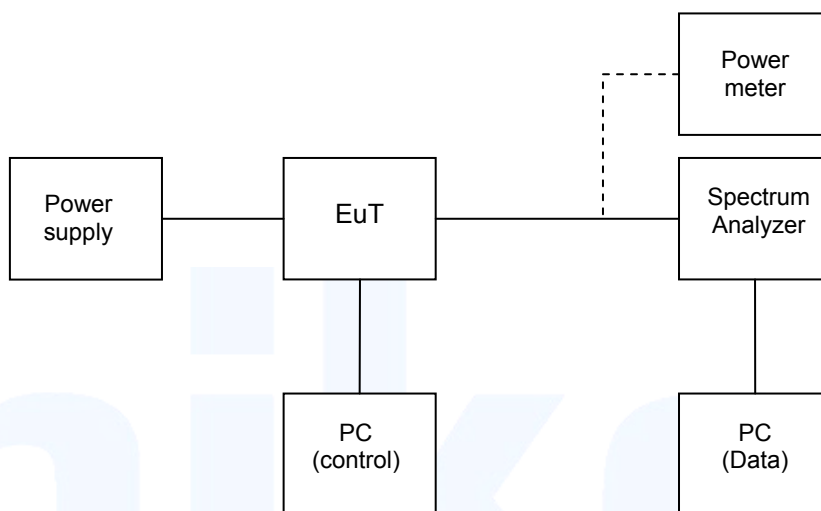 Power
meter
Power
supply
EuT
Spectrum
Analyzer
PC
(control)
PC
(Data)